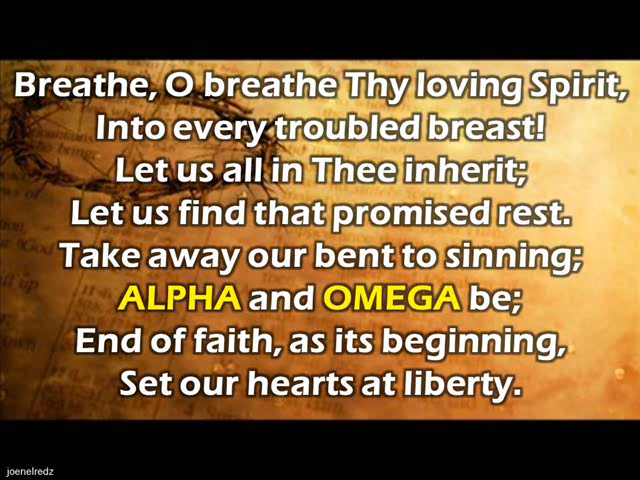 Breathe, O breathe Thy loving Spirit,
Into every troubled breast!
Let us all in Thee inherit;
Let us find that promised rest.
Take away our bent to sinning;
ALPHA and OMEGA be;
End of faith, as its beginning,
Set our hearts at liberty.
joenelredz